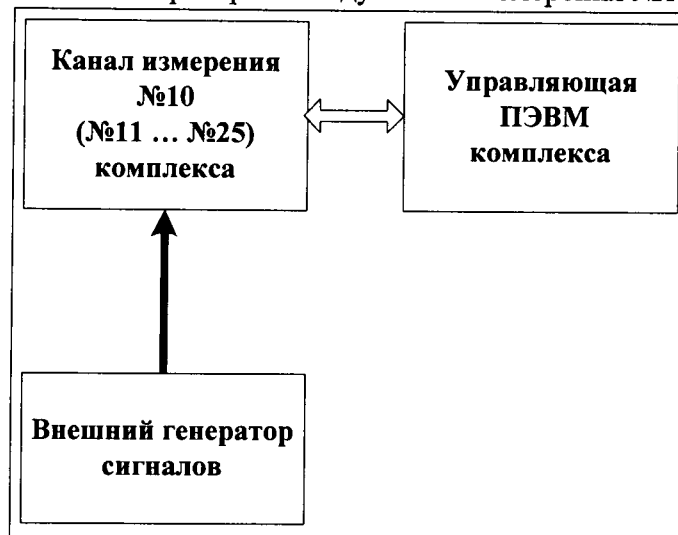 Канал измерения
№10
(№11 ... №25)
комплекса
Управляющая
ПЭВМ
комплекса
Внешний генератор
сигналов